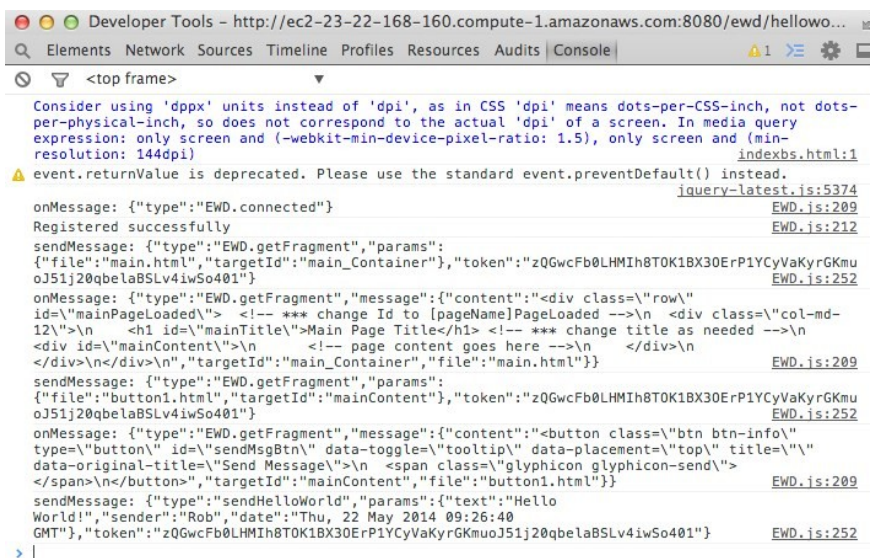 Developer Tools - http://ec2-23-22-168-160.compute-1.amazonaws.com:8080/ewd/hellowo...
Elements Network Sources Timeline Profiles Resources Audits Console 1
<top frame>
Consider using 'dppx' units instead of 'dpi', as in CSS 'dpi' means dots-per-CSS-inch, not dots-
per-physical-inch, so does not correspond to the actual 'dpi' of a screen. In media query
expression: only screen and (-webkit-min-device-pixel-ratio: 1.5), only screen and (min-
resolution: 144dpi) indexbs.html:1
event.returnValue is deprecated. Please use the standard event.preventDefault() instead.
jquery-latest.js:5374
onMessage: {"type":"EWD.connected"} EWD.js:209
Registered successfully EWD.js:212
sendMessage: {"type":"EWD.getFragment","params":
{"file":"main.html","targetId":"main_Container"},"token":"zQGwcFb0LHMIh8TOK1BX3OErP1YCyVaKyrGKmu
oJ51j20qbelaBSLv4iwSo401"} EWD.js:252
onMessage: {"type":"EWD.getFragment","message":{"content":"<div class=\"row\"
id=\"mainPageLoaded\"> <!-- *** change Id to [pageName]PageLoaded -->\n <div class=\"col-md-
12\">\n <h1 id=\"mainTitle\">Main Page Title</h1> <!-- *** change title as needed -->\n
<div id=\"mainContent\">\n <!-- page content goes here -->\n </div>\n
</div>\n</div>\n","targetId":"main_Container","file":"main.html"}} EWD.js:209
sendMessage: {"type":"EWD.getFragment","params":
{"file":"button1.html","targetId":"mainContent"},"token":"zQGwcFb0LHMIh8TOK1BX3OErP1YCyVaKyrGKmu
oJ51j20qbelaBSLv4iwSo401"} EWD.js:252
onMessage: {"type":"EWD.getFragment","message":{"content":"<button class=\"btn btn-info\"
type=\"button\" id=\"sendMsgBtn\" data-toggle=\"tooltip\" data-placement=\"top\" title=\"\"
data-original-title=\"Send Message\">\n <span class=\"glyphicon glyphicon-send\">
</span>\n</button>","targetId":"mainContent","file":"button1.html"}} EWD.js:209
sendMessage: {"type":"sendHelloWorld","params":{"text":"Hello
World!","sender":"Rob","date":"Thu, 22 May 2014 09:26:40
GMT"},"token":"zQGwcFb0LHMIh8TOK1BX3OErP1YCyVaKyrGKmuoJ51j20qbelaBSLv4iwSo401"} EWD.js:252
>